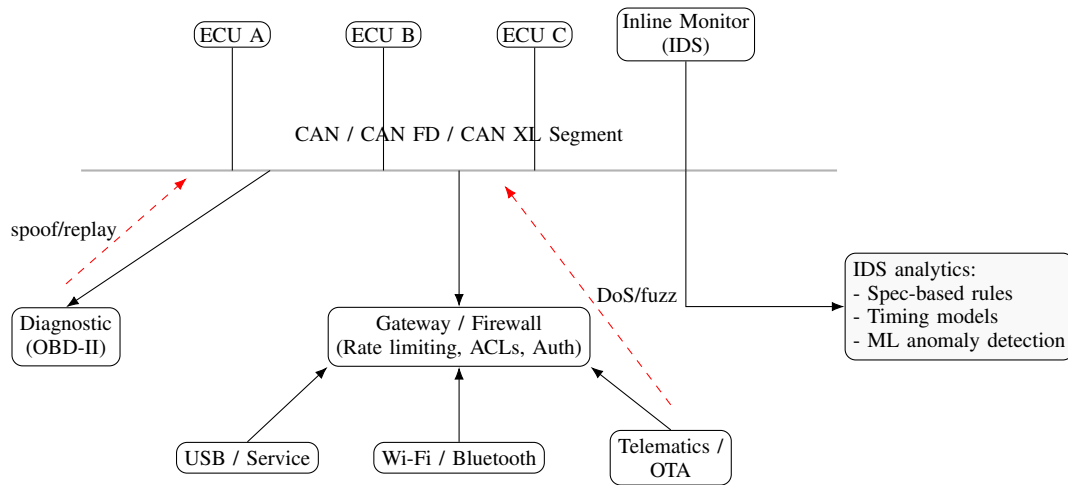 ECU A
ECU B
ECU C
Inline Monitor
(IDS)
CAN / CAN FD / CAN XL Segment
spoof/replay
DoS/fuzz
IDS analytics:
- Spec-based rules
- Timing models
- ML anomaly detection
Diagnostic
(OBD-II)
Gateway / Firewall
(Rate limiting, ACLs, Auth)
USB / Service
Wi-Fi / Bluetooth
Telematics /
OTA